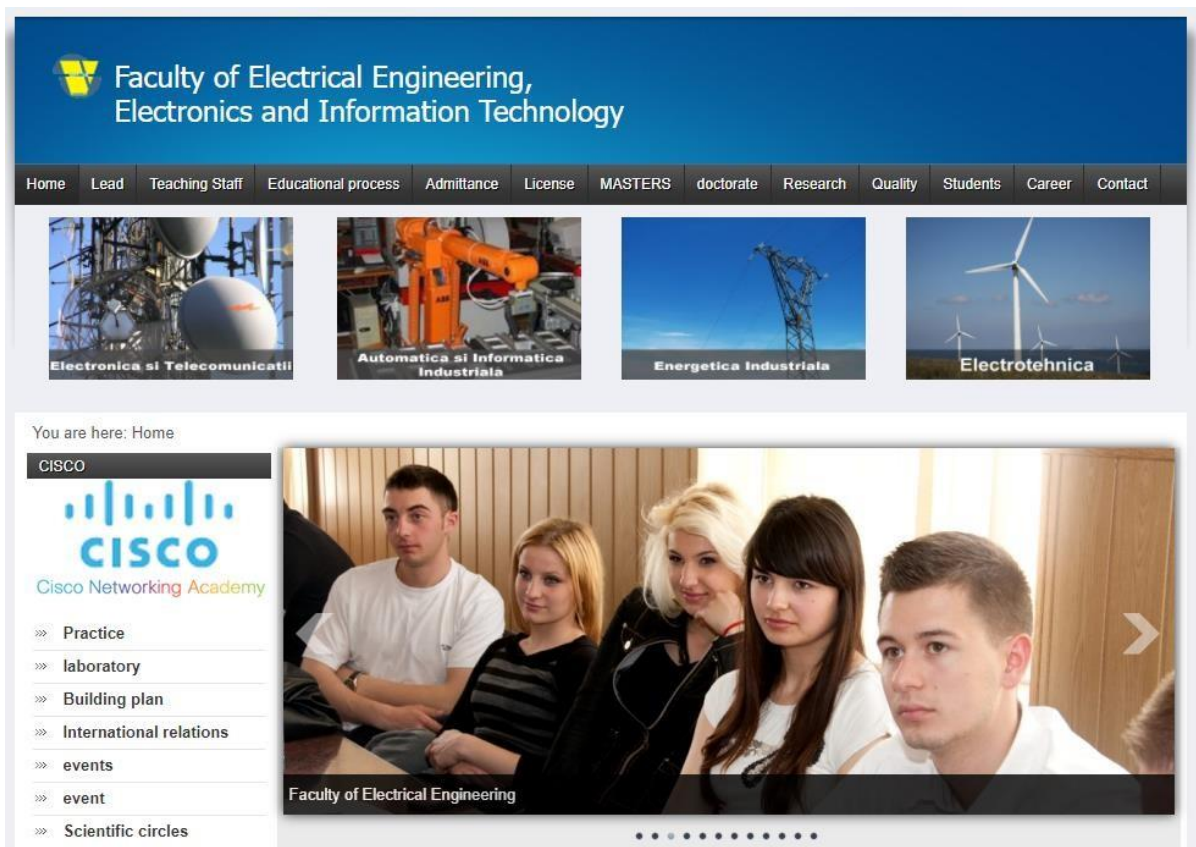 Faculty of Electrical Engineering,
Electronics and Information Technology
Home Lead Teaching Staff Educational process Admittance License MASTERS doctorate Research Quality Students Career Contact
Electronica si Telecomunicatii
Automatica si Informatica
Industriala
Energetica Industriala
Electrotehnica
You are here: Home
CISCO
CISCO
Cisco Networking Academy
Practice
laboratory
Building plan
International relations
events
event
Scientific circles
Faculty of Electrical Engineering